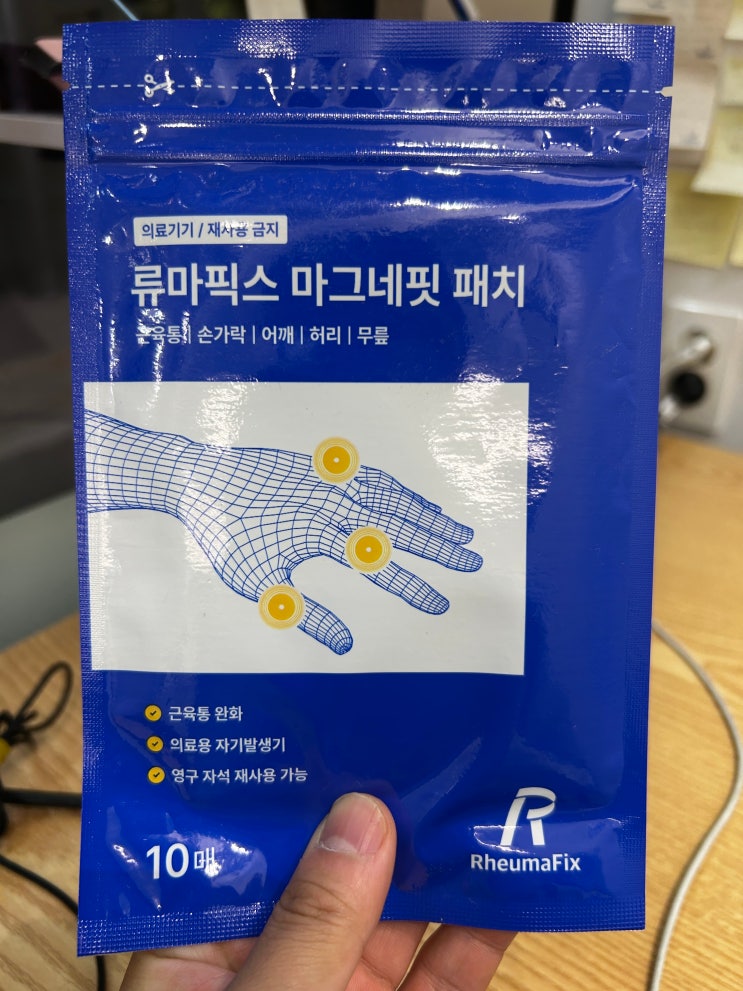 의료기기 / 재사용 금지
류마픽스 마그네핏 패치
근육통 | 손가락 | 어깨 | 허리 | 무릎
근육통 완화
의료용 자기발생기
영구 자석 재사용 가능
10매
RheumaFix